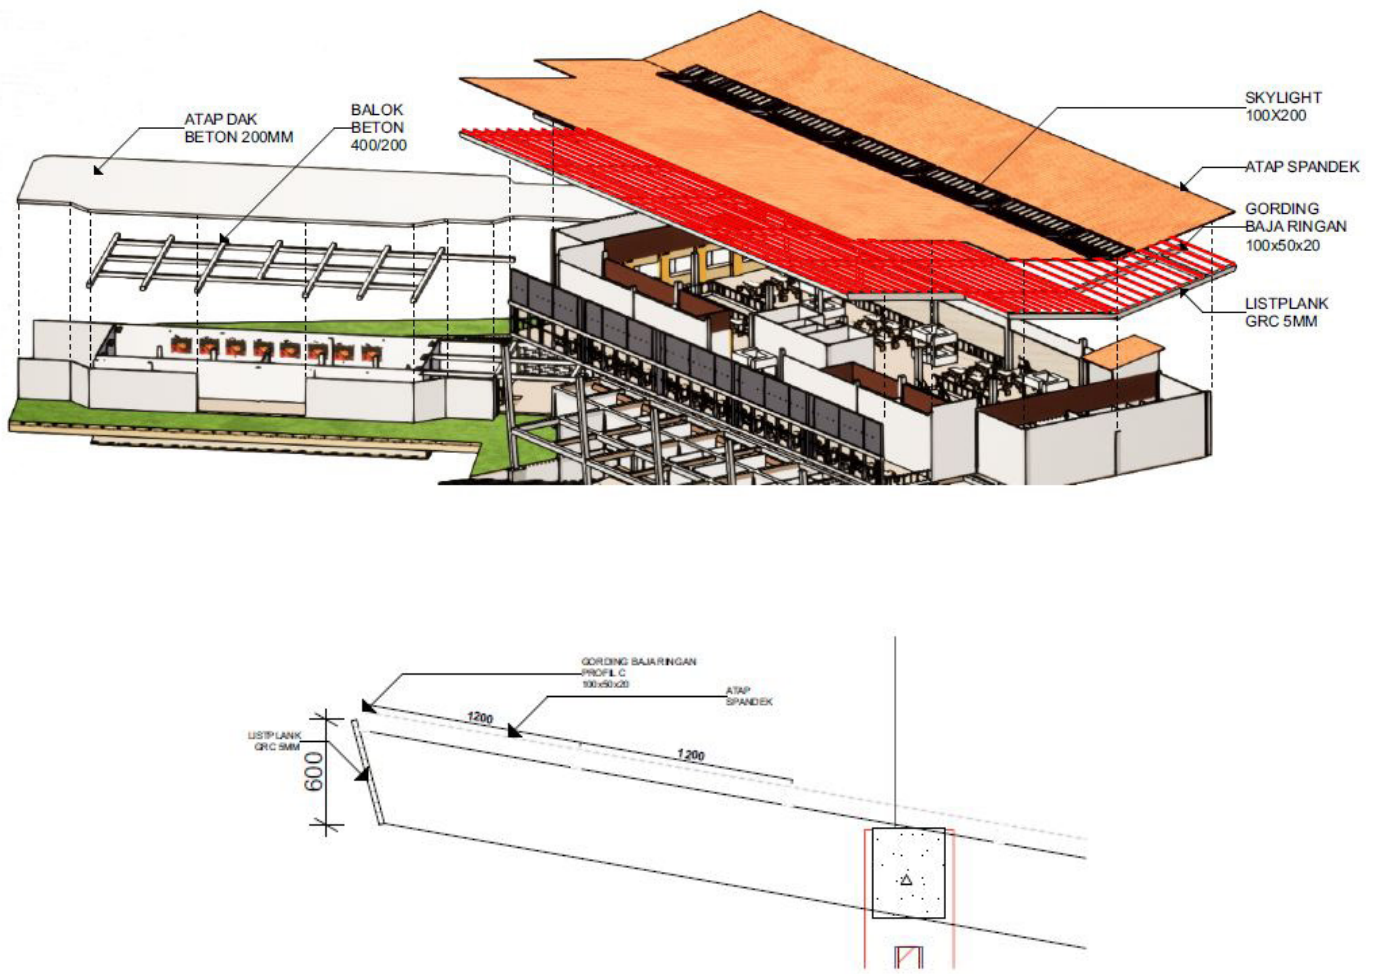 ATAP DAK
BETON 200MM
BALOK
BETON
400/200
SKYLIGHT
100X200
ATAP SPANDEK
GORDING
BAJA RINGAN
100x50x20
LISTPLANK
GRC 5MM
GORDING BAJA RINGAN
PROFIL C
100x50x20
ATAP
SPANDEK
LISTPLANK
GRC 5MM
600
1200
1200